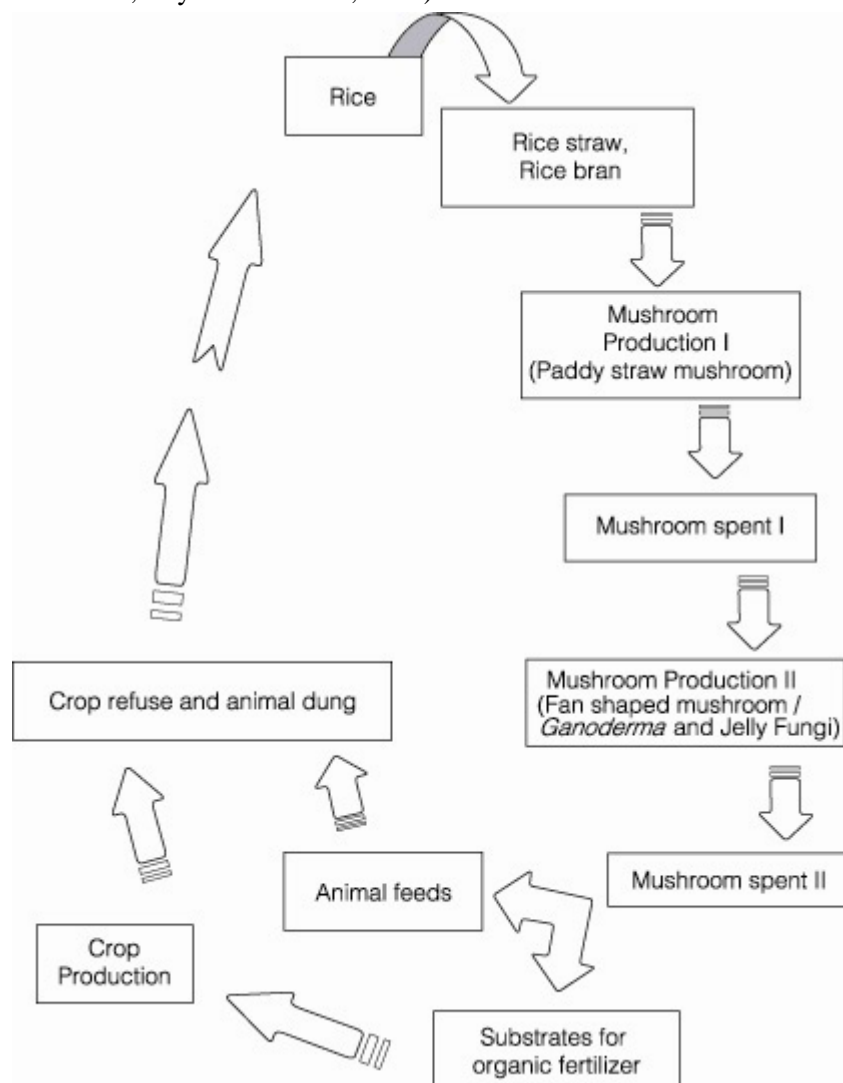 Rice
Rice straw,
Rice bran
Mushroom
Production I
(Paddy straw mushroom)
Mushroom spent I
Mushroom Production II
(Fan shaped mushroom /
Ganoderma and Jelly Fungi)
Mushroom spent II
Animal feeds
Substrates for
organic fertilizer
Crop
Production
Crop refuse and animal dung